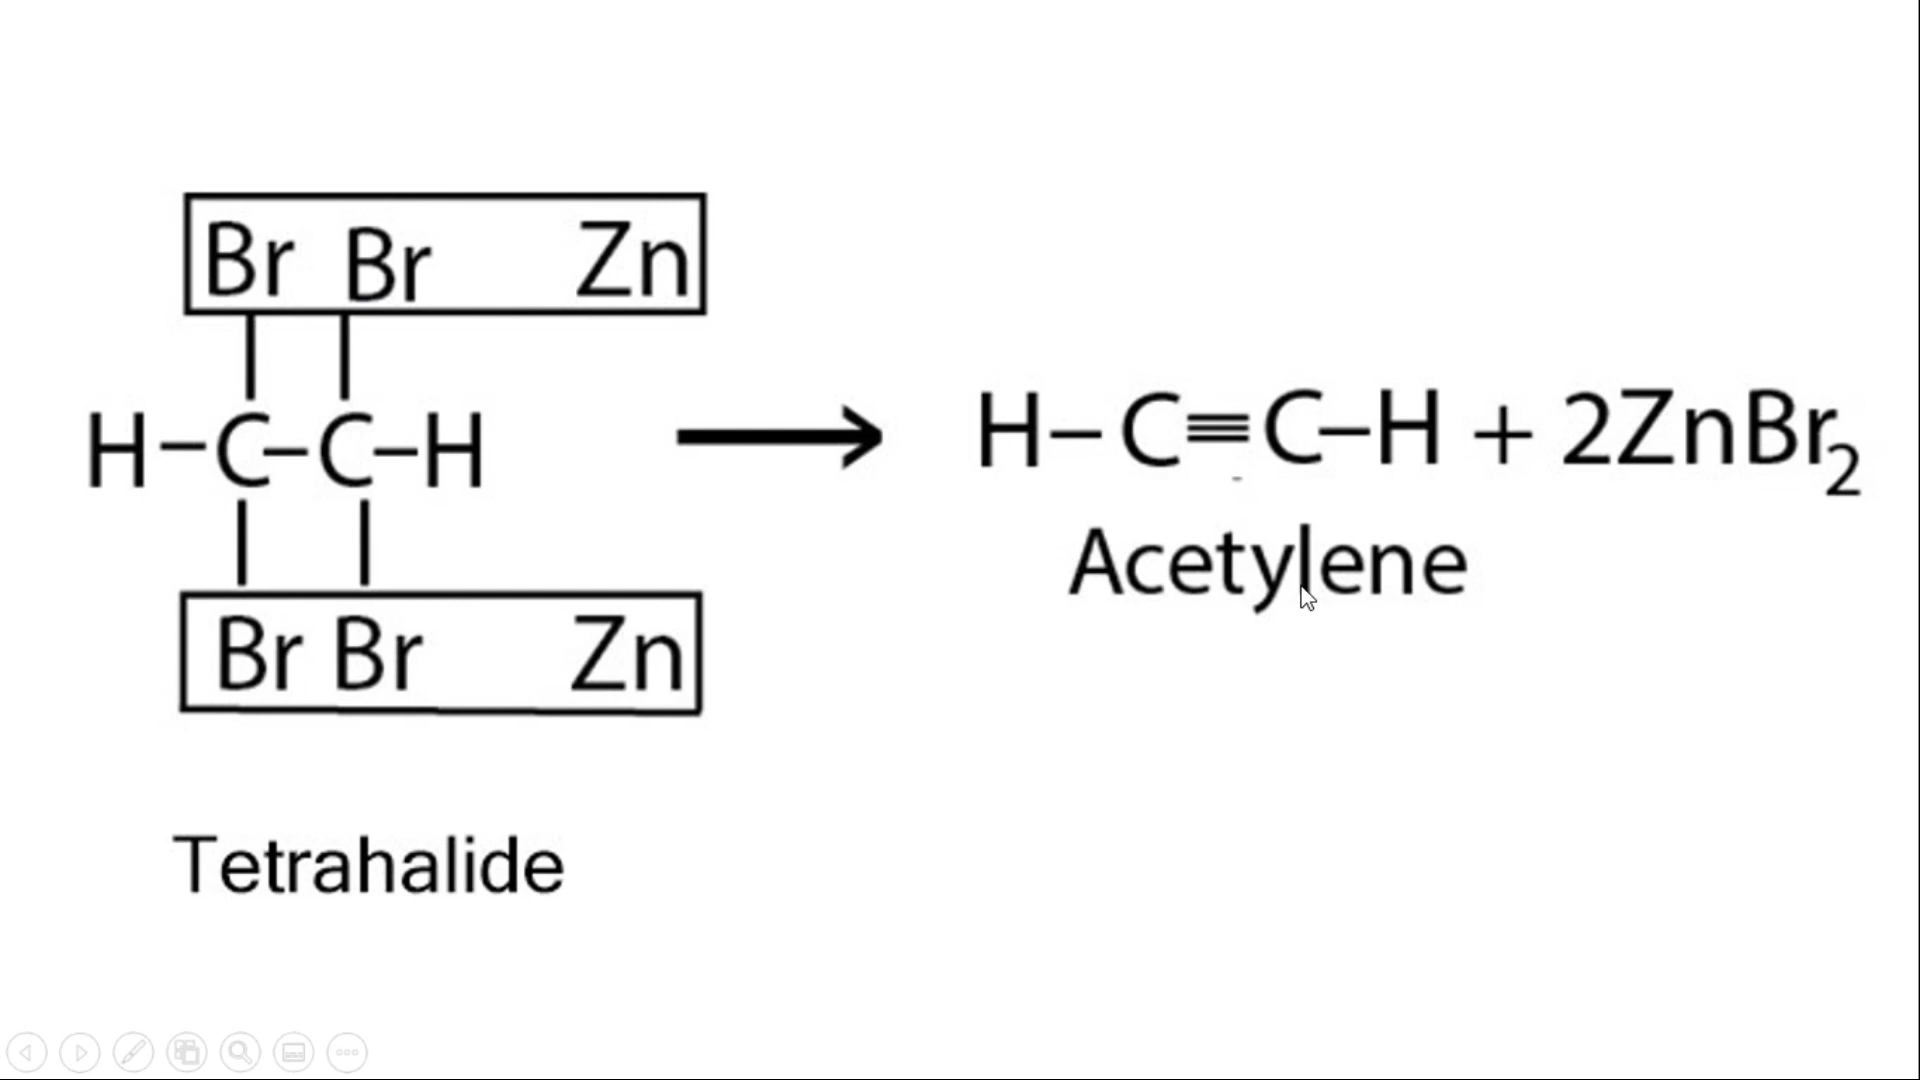 Br Br Zn
H–C–C–H → H–C≡C–H + 2ZnBr₂
Acetylene
Br Br Zn
Tetrahalide